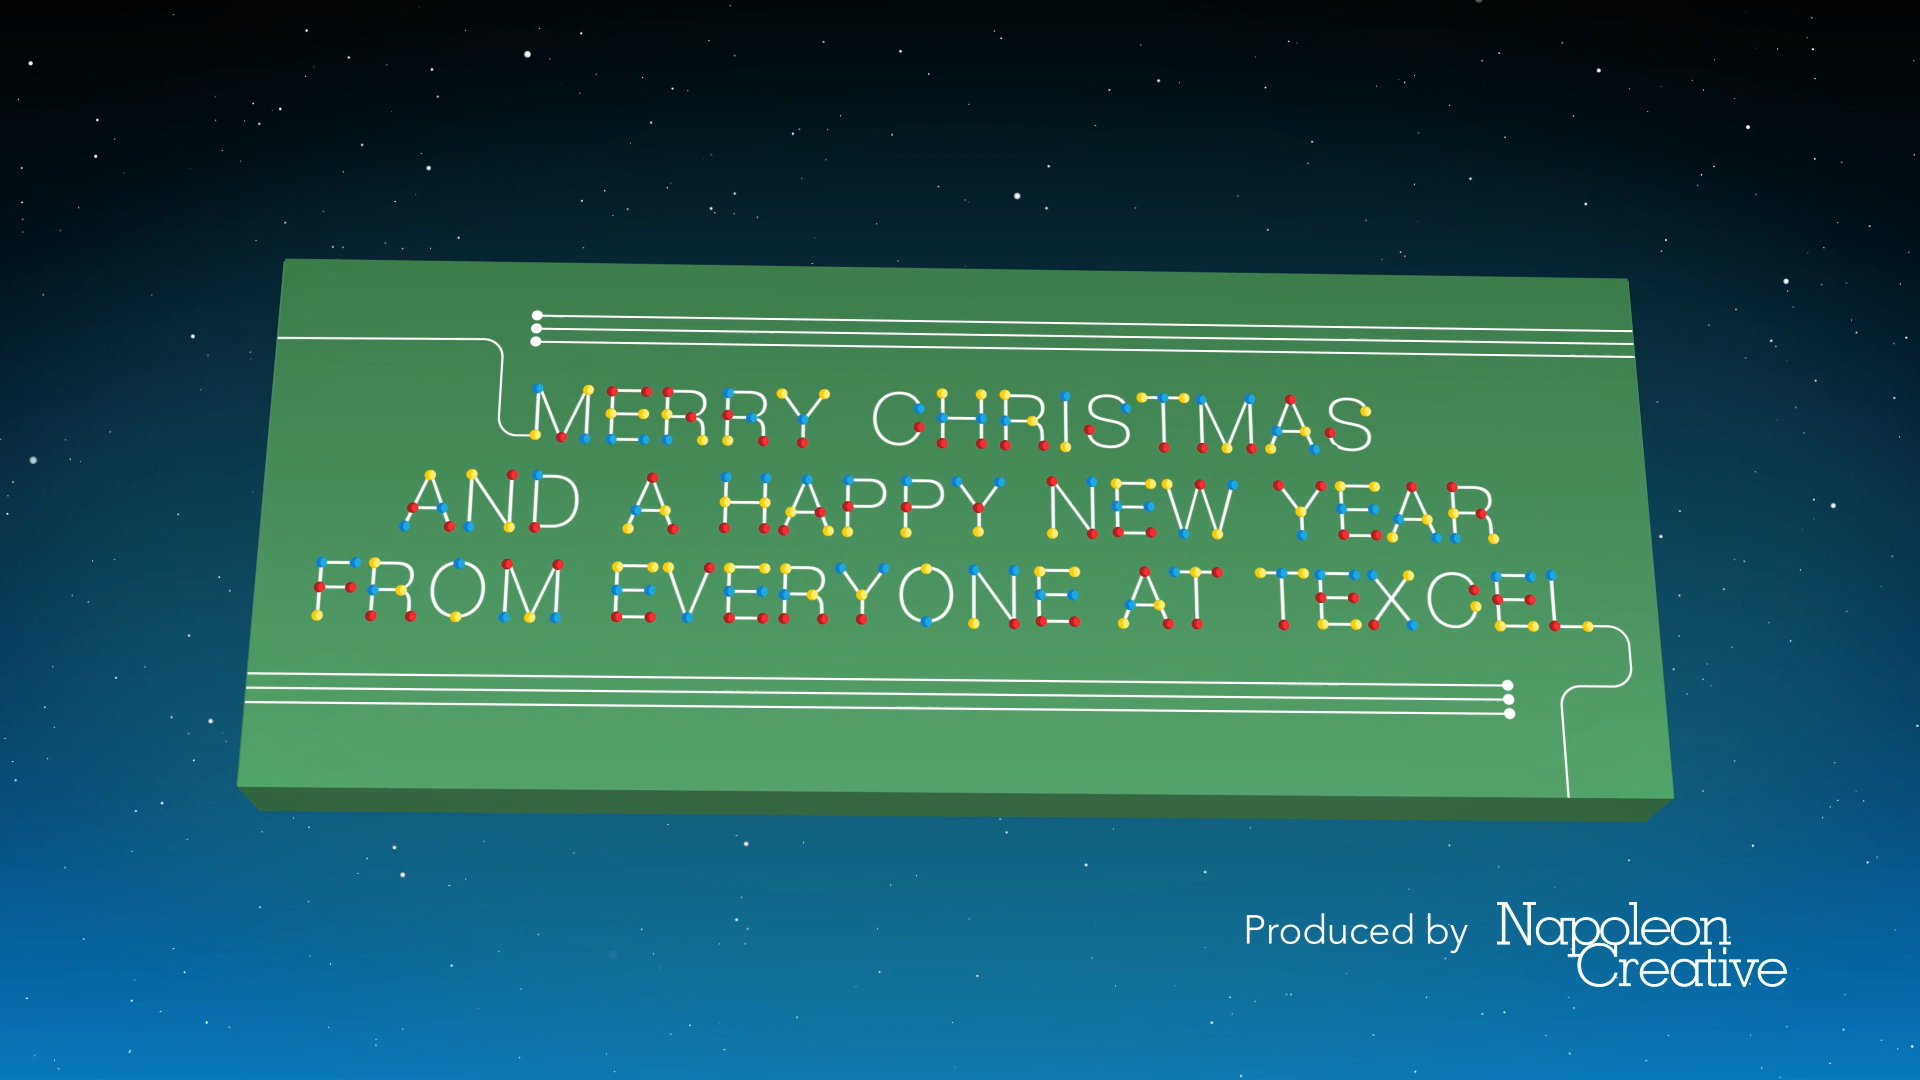 MERRY CHRISTMAS
AND A HAPPY NEW YEAR
FROM EVERYONE AT TEXCEL
Produced by Napoleon
Creative